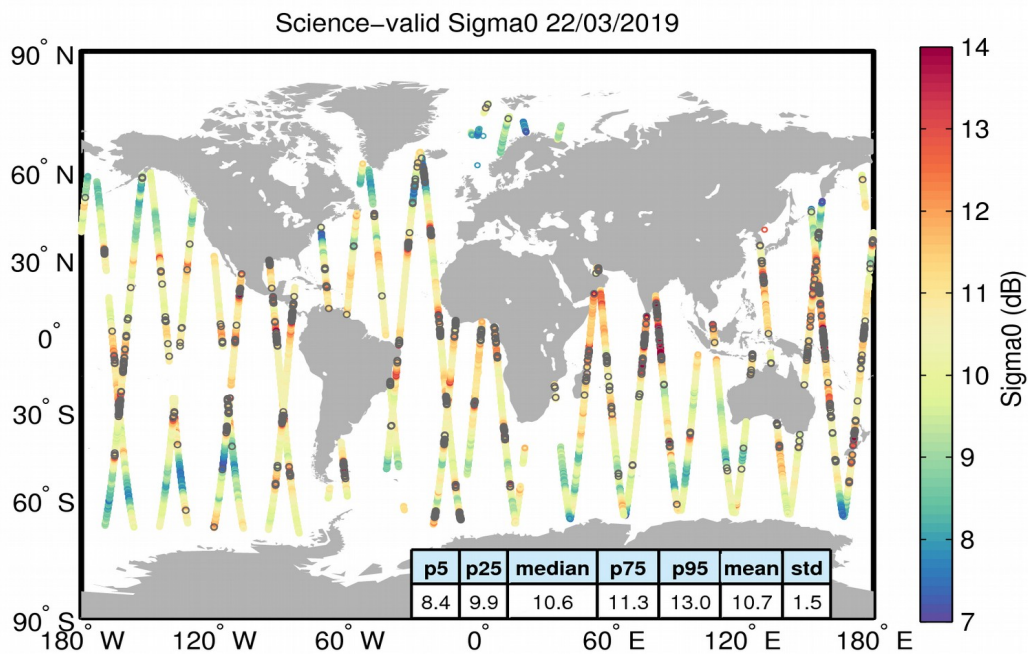 Science−valid Sigma0 22/03/2019
90° N
60° N
30° N
0°
30° S
60° S
90° S
180° W
120° W
60° W
0°
60° E
120° E
180° E
p5 p25 median p75 p95 mean std
8.4 9.9 10.6 11.3 13.0 10.7 1.5
14
13
12
11
10
9
8
7
Sigma0 (dB)